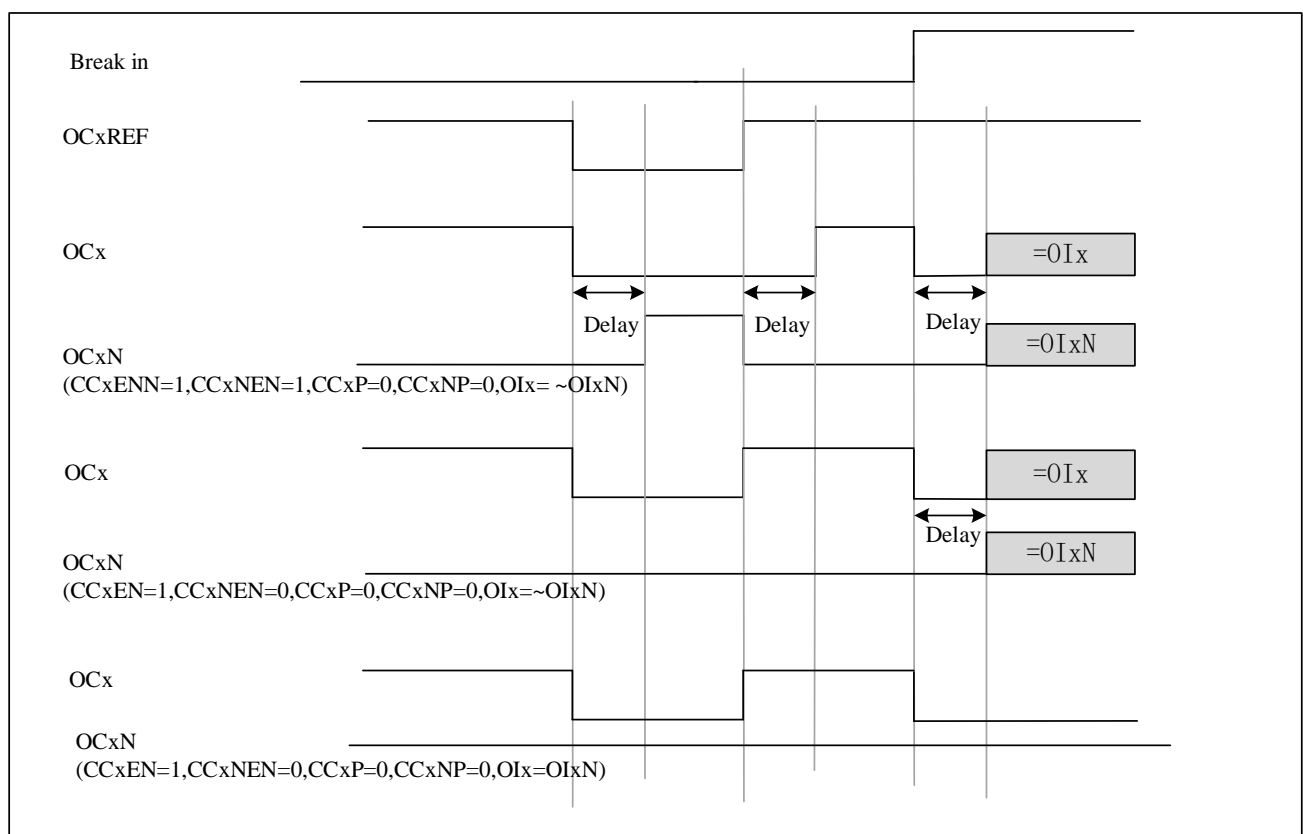 Break in
OCxREF
OCx
=OIx
Delay
Delay
Delay
OCxN
=OIxN
(CCxENN=1,CCxNEN=1,CCxP=0,CCxNP=0,OIx= ~OIxN)
OCx
=OIx
Delay
OCxN
=OIxN
(CCxEN=1,CCxNEN=0,CCxP=0,CCxNP=0,OIx=~OIxN)
OCx
OCxN
(CCxEN=1,CCxNEN=0,CCxP=0,CCxNP=0,OIx=OIxN)